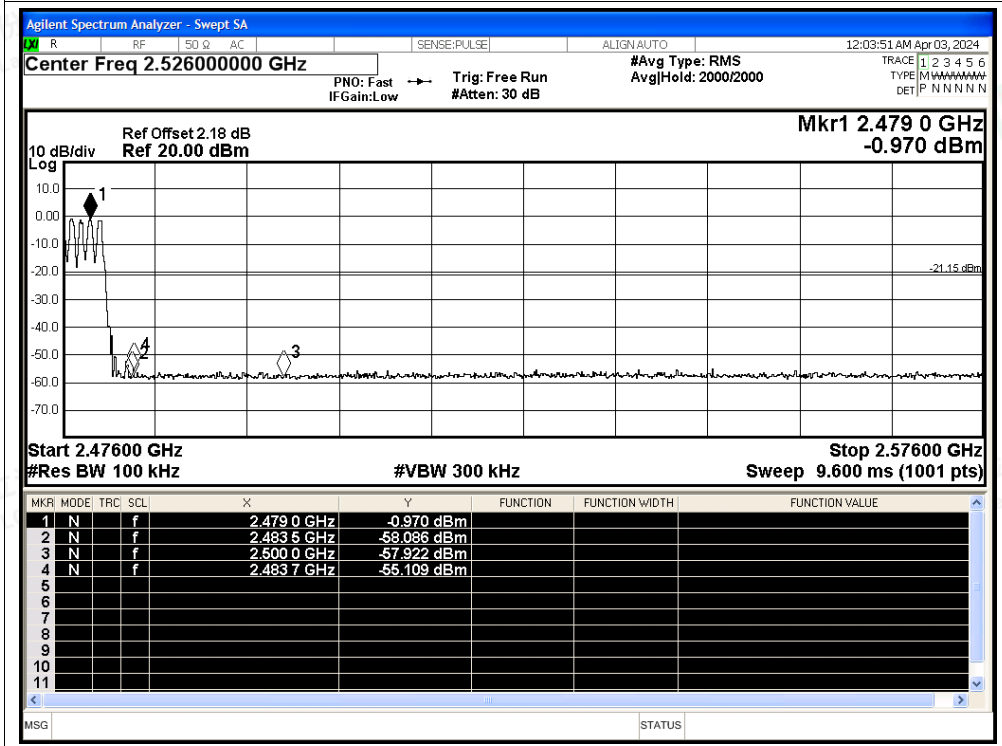 Agilent Spectrum Analyzer - Swept SA
LXI R RF 50 Ω AC SENSE:PULSE ALIGN AUTO 12:03:51 AM Apr 03, 2024
Center Freq 2.526000000 GHz
PNO: Fast
IFGain:Low
Trig: Free Run
#Atten: 30 dB
#Avg Type: RMS
Avg|Hold: 2000/2000
TRACE 1 2 3 4 5 6
TYPE M
DET P N N N N N
Ref Offset 2.18 dB
10 dB/div Ref 20.00 dBm
Log
Mkr1 2.479 0 GHz
-0.970 dBm
10.0
0.00
-10.0
-20.0
-30.0
-40.0
-50.0
-60.0
-70.0
1
4
2
3
-21.15 dBm
Start 2.47600 GHz Stop 2.57600 GHz
#Res BW 100 kHz #VBW 300 kHz Sweep 9.600 ms (1001 pts)
MKR MODE TRC SCL X Y FUNCTION FUNCTION WIDTH FUNCTION VALUE
1 N f 2.479 0 GHz -0.970 dBm
2 N f 2.483 5 GHz -58.086 dBm
3 N f 2.500 0 GHz -57.922 dBm
4 N f 2.483 7 GHz -55.109 dBm
5
6
7
8
9
10
11
MSG STATUS